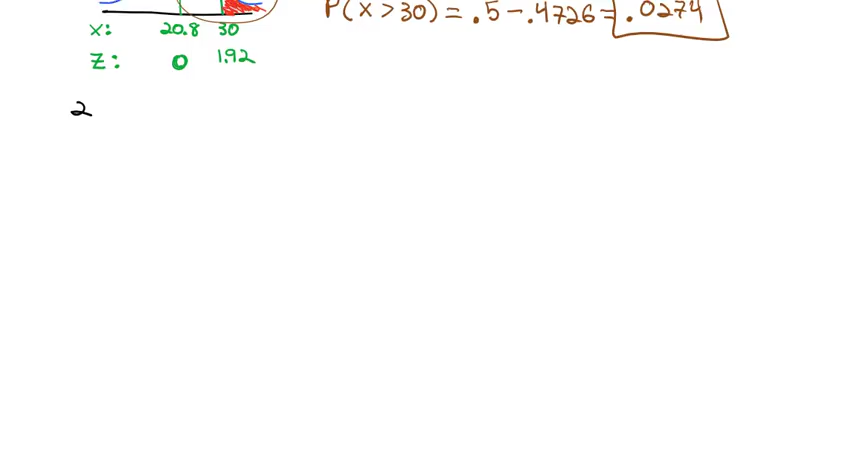 P(x > 30) = .5 - .4726 = .0274
x: 20.8 30
z: 0 1.92
2